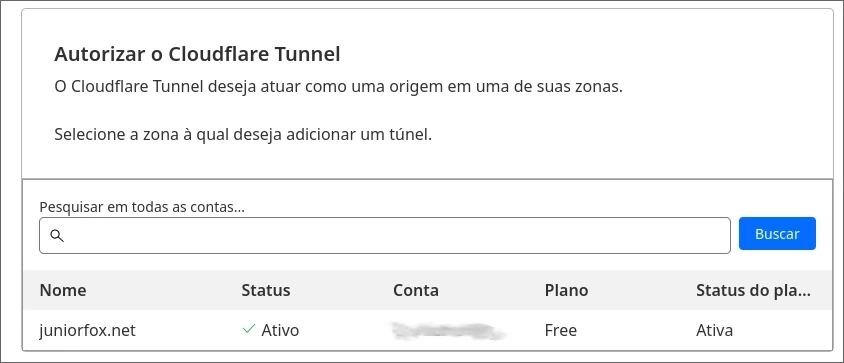 Autorizar o Cloudflare Tunnel
O Cloudflare Tunnel deseja atuar como uma origem em uma de suas zonas.
Selecione a zona à qual deseja adicionar um túnel.
Pesquisar em todas as contas...
Buscar
Nome Status Conta Plano Status do pla...
juniorfox.net Ativo Free Ativa